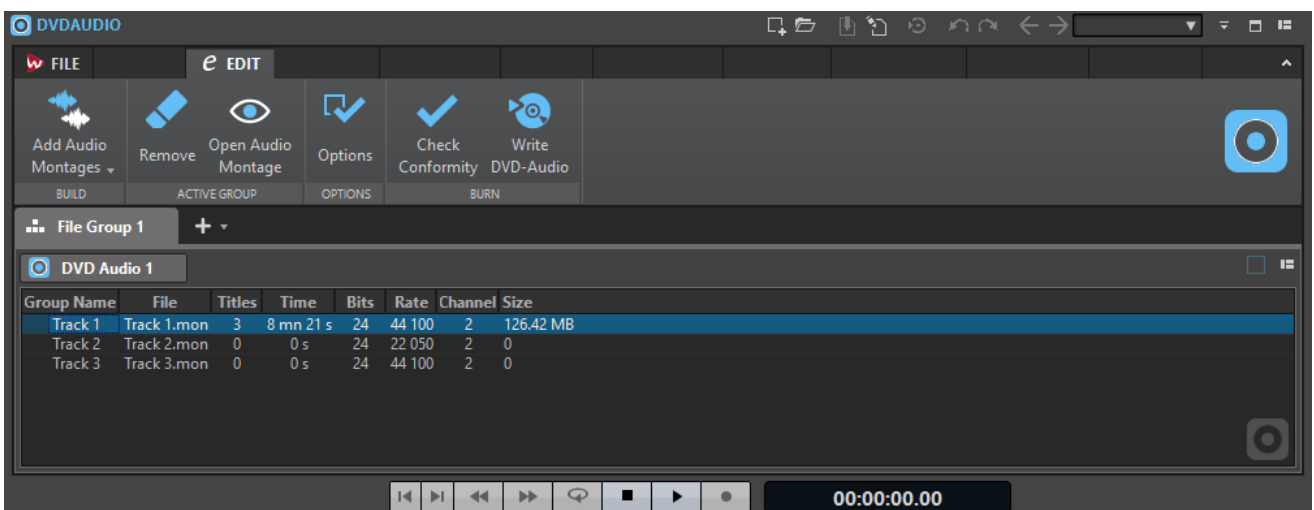 DVDAUDIO
FILE
e EDIT
Add Audio
Montages
Remove
Open Audio
Montage
Options
Check
Conformity
Write
DVD-Audio
BUILD
ACTIVE GROUP
OPTIONS
BURN
File Group 1
DVD Audio 1
Group Name File Titles Time Bits Rate Channel Size
Track 1 Track 1.mon 3 8 mn 21 s 24 44 100 2 126.42 MB
Track 2 Track 2.mon 0 0 s 24 22 050 2 0
Track 3 Track 3.mon 0 0 s 24 44 100 2 0
00:00:00.00